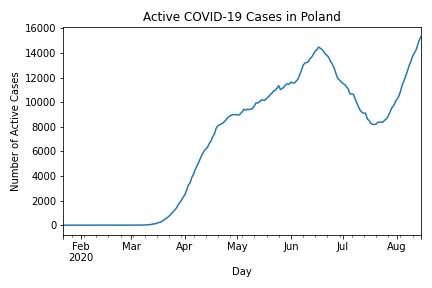 Active COVID-19 Cases in Poland
16000
14000
12000
10000
8000
6000
4000
2000
0
Number of Active Cases
Feb Mar Apr May Jun Jul Aug
2020
Day